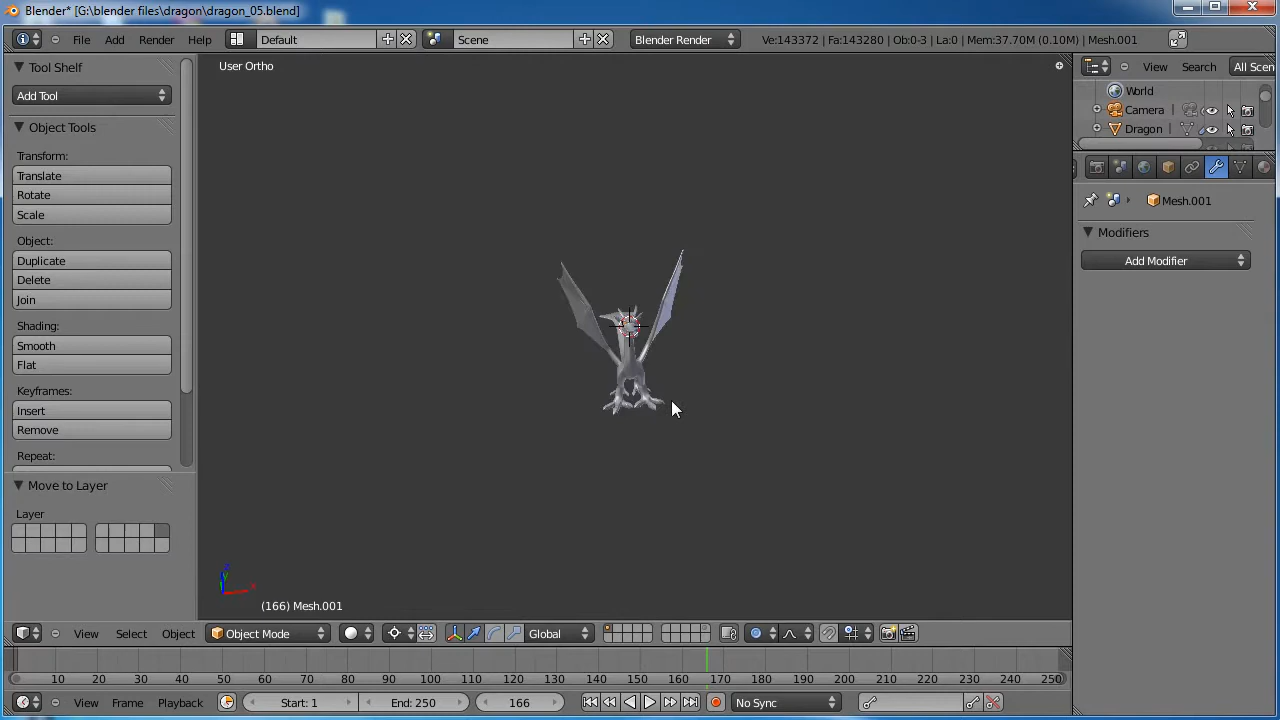 Blender* [G:\blender files\dragon\dragon_05.blend]
File Add Render Help Default Scene Blender Render Ve:143372 | Fa:143280 | Ob:0-3 | La:0 | Mem:37.70M (0.10M) | Mesh.001
Tool Shelf
Add Tool
Object Tools
Transform:
Translate
Rotate
Scale
Object:
Duplicate
Delete
Join
Shading:
Smooth
Flat
Keyframes:
Insert
Remove
Repeat:
Move to Layer
Layer
User Ortho
(166) Mesh.001
View Search All Scen
World
Camera
Dragon
Mesh.001
Modifiers
Add Modifier
View Select Object Object Mode Global
10 20 30 40 50 60 70 80 90 100 110 120 130 140 150 160 170 180 190 200 210 220 230 240 250
View Frame Playback Start: 1 End: 250 166 No Sync